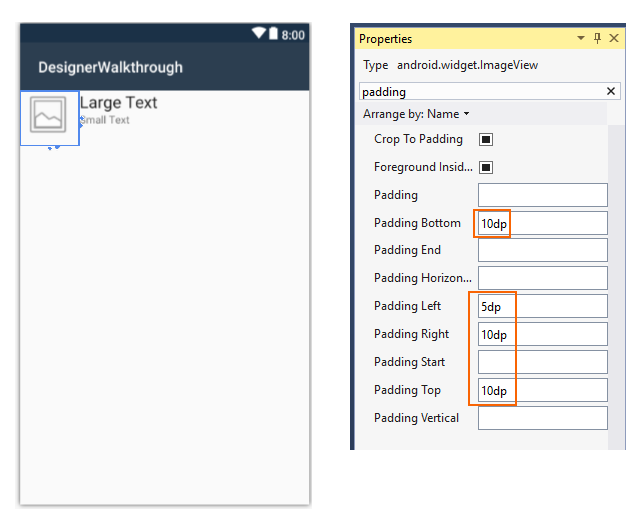 8:00
DesignerWalkthrough
Large Text
Small Text
Properties
Type android.widget.ImageView
padding
Arrange by: Name
Crop To Padding
Foreground Insid...
Padding
Padding Bottom 10dp
Padding End
Padding Horizon...
Padding Left 5dp
Padding Right 10dp
Padding Start
Padding Top 10dp
Padding Vertical